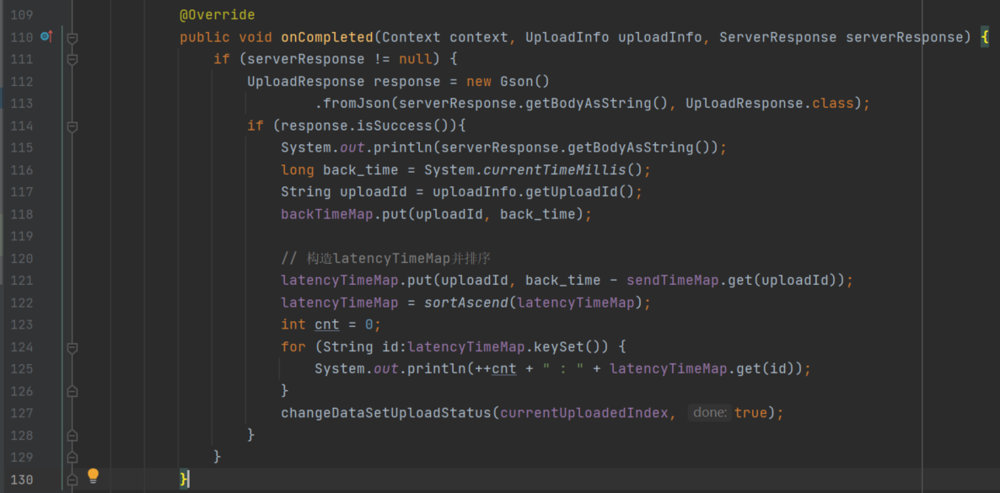 109 @Override
110 public void onCompleted(Context context, UploadInfo uploadInfo, ServerResponse serverResponse) {
111 if (serverResponse != null) {
112 UploadResponse response = new Gson()
113 .fromJson(serverResponse.getBodyAsString(), UploadResponse.class);
114 if (response.isSuccess()){
115 System.out.println(serverResponse.getBodyAsString());
116 long back_time = System.currentTimeMillis();
117 String uploadId = uploadInfo.getUploadId();
118 backTimeMap.put(uploadId, back_time);
119
120 // 构造latencyTimeMap并排序
121 latencyTimeMap.put(uploadId, back_time - sendTimeMap.get(uploadId));
122 latencyTimeMap = sortAscend(latencyTimeMap);
123 int cnt = 0;
124 for (String id:latencyTimeMap.keySet()) {
125 System.out.println(++cnt + " : " + latencyTimeMap.get(id));
126 }
127 changeDataSetUploadStatus(currentUploadedIndex, done: true);
128 }
129 }
130 }